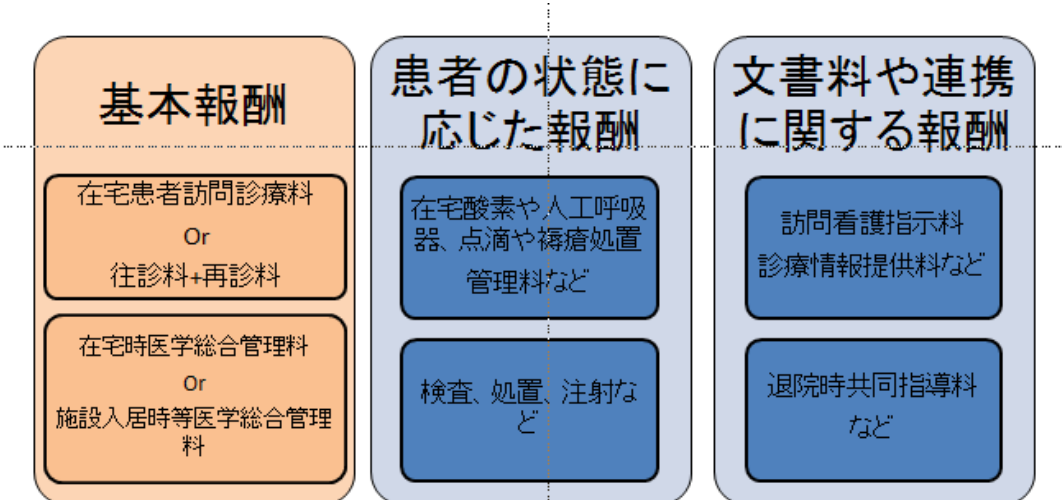 基本報酬
在宅患者訪問診療料
Or
往診料+再診料
在宅時医学総合管理料
Or
施設入居時等医学総合管理
料
患者の状態に
応じた報酬
在宅酸素や人工呼吸
器、点滴や褥瘡処置
管理料など
検査、処置、注射な
ど
文書料や連携
に関する報酬
訪問看護指示料
診療情報提供料など
退院時共同指導料
など